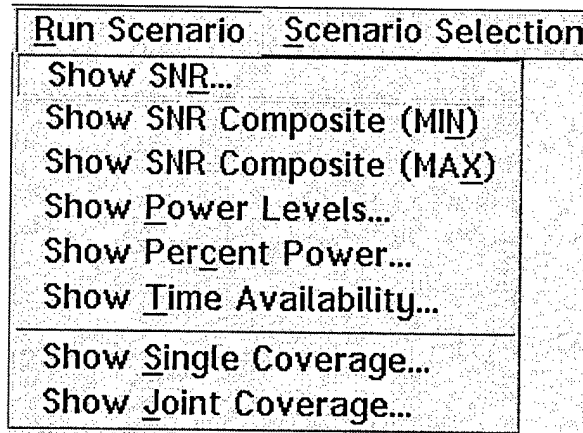 Run Scenario Scenario Selection
Show SNR...
Show SNR Composite (MIN)
Show SNR Composite (MAX)
Show Power Levels...
Show Percent Power...
Show Time Availability...
Show Single Coverage...
Show Joint Coverage...